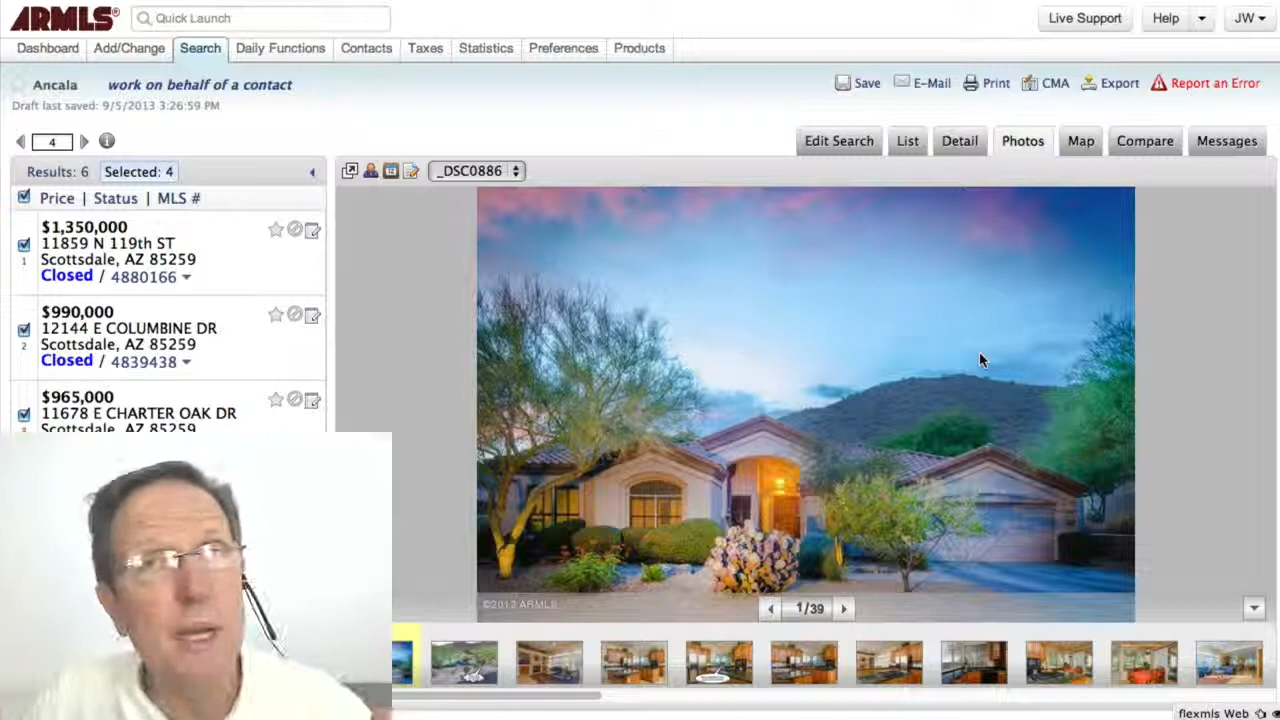 ARMLS®
Quick Launch
Live Support
Help
JW
Dashboard
Add/Change
Search
Daily Functions
Contacts
Taxes
Statistics
Preferences
Products
Ancala
work on behalf of a contact
Save
E-Mail
Print
CMA
Export
Report an Error
Draft last saved: 9/5/2013 3:26:59 PM
4
Edit Search
List
Detail
Photos
Map
Compare
Messages
Results: 6
Selected: 4
_DSC0886
Price | Status | MLS #
$1,350,000
11859 N 119th ST
Scottsdale, AZ 85259
Closed / 4880166
1
$990,000
12144 E COLUMBINE DR
Scottsdale, AZ 85259
Closed / 4839438
2
$965,000
11678 E CHARTER OAK DR
Scottsdale, AZ 85259
©2013 ARMLS
1/39
flexmls Web